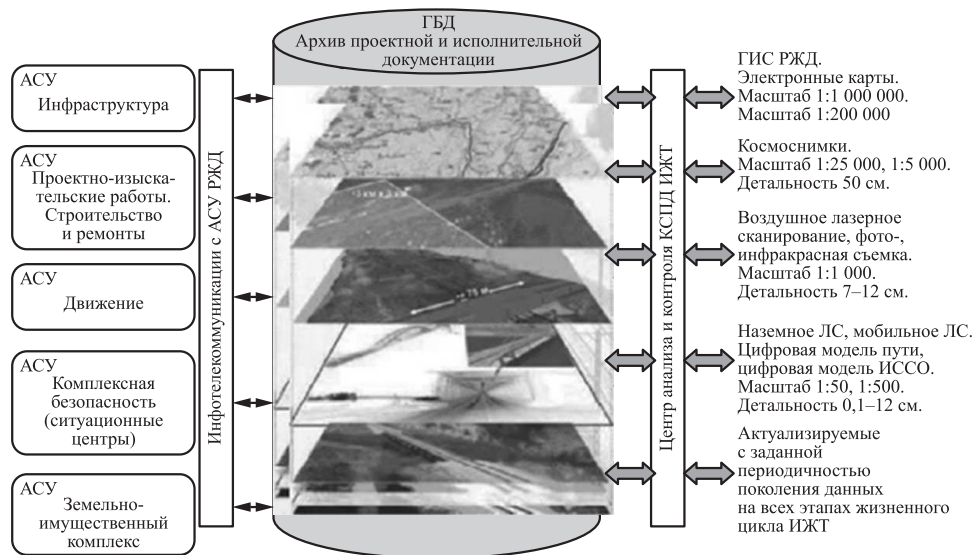 ГБД
Архив проектной и исполнительной
документации
АСУ
Инфраструктура
АСУ
Проектно-изыска-
тельские работы.
Строительство
и ремонты
АСУ
Движение
АСУ
Комплексная
безопасность
(ситуационные
центры)
АСУ
Земельно-
имущественный
комплекс
Инфотелекоммуникации с АСУ РЖД
Центр анализа и контроля КСПД ИЖТ
ГИС РЖД.
Электронные карты.
Масштаб 1:1 000 000.
Масштаб 1:200 000
Космоснимки.
Масштаб 1:25 000, 1:5 000.
Детальность 50 см.
Воздушное лазерное
сканирование, фото-,
инфракрасная съемка.
Масштаб 1:1 000.
Детальность 7–12 см.
Наземное ЛС, мобильное ЛС.
Цифровая модель пути,
цифровая модель ИССО.
Масштаб 1:50, 1:500.
Детальность 0,1–12 см.
Актуализируемые
с заданной
периодичностью
поколения данных
на всех этапах жизненного
цикла ИЖТ